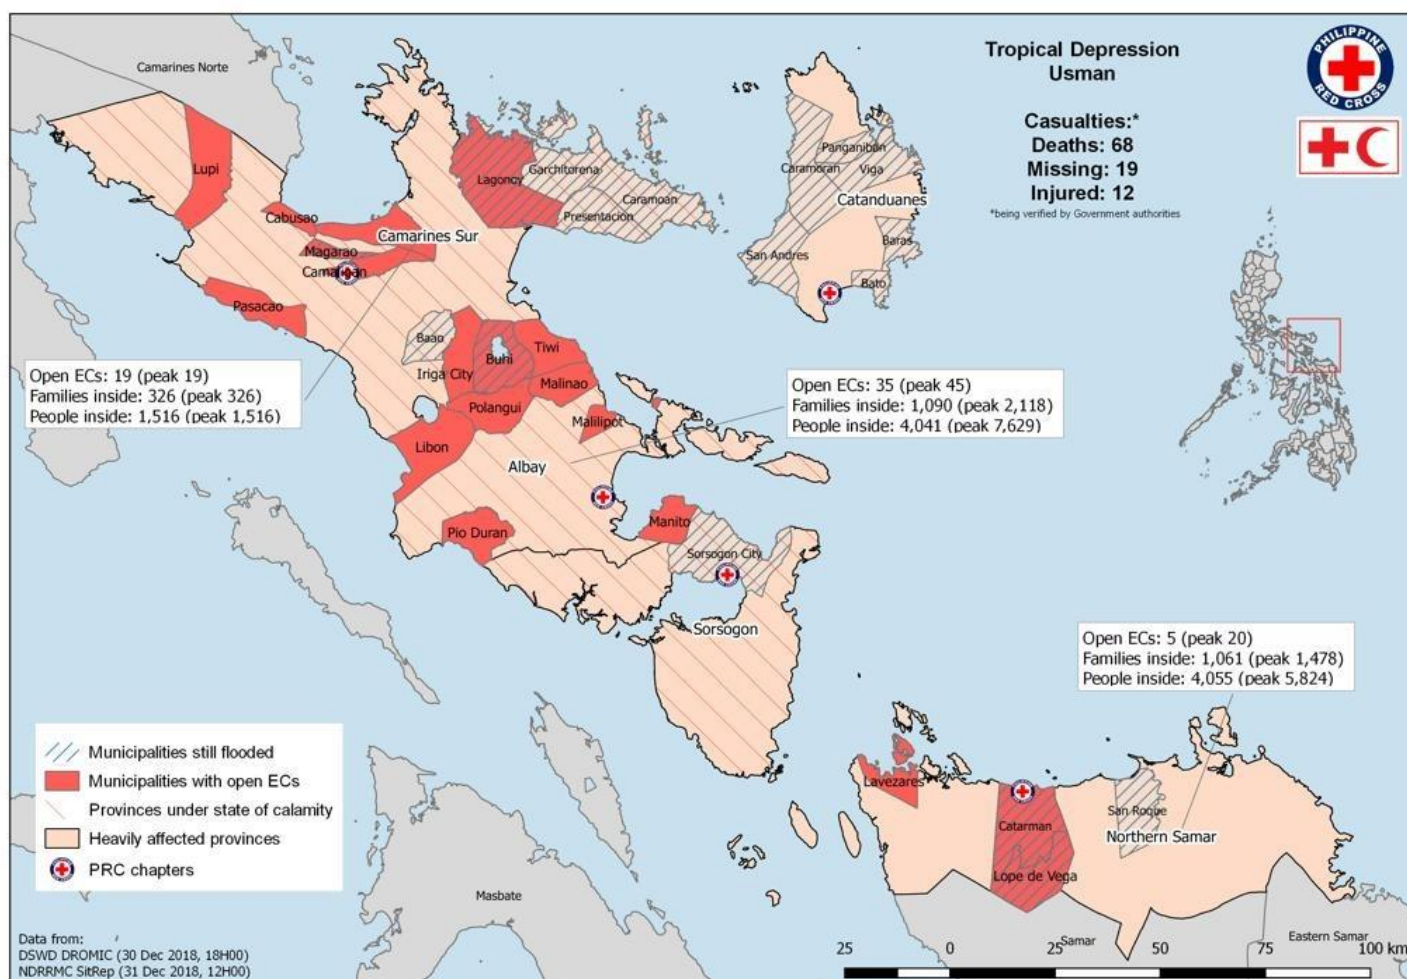 Camarines Norte
Tropical Depression
Usman
Casualties:*
Deaths: 68
Missing: 19
Injured: 12
*being verified by Government authorities
PHILIPPINE
RED CROSS
Lupi
Cabusao
Camarines Sur
Magarao
Pasacao
Lagonoy
Garchitorena
Caramoan
Presentacion
Panganiban
Caramoran
Viga
Catanduanes
Baras
San Andres
Bato
Baao
Buhi
Tiwi
Iriga City
Malinao
Polangui
Malilipot
Libon
Albay
Open ECs: 19 (peak 19)
Families inside: 326 (peak 326)
People inside: 1,516 (peak 1,516)
Open ECs: 35 (peak 45)
Families inside: 1,090 (peak 2,118)
People inside: 4,041 (peak 7,629)
Pio Duran
Manito
Sorsogon City
Sorsogon
Open ECs: 5 (peak 20)
Families inside: 1,061 (peak 1,478)
People inside: 4,055 (peak 5,824)
Lavezares
Catarman
San Roque
Northern Samar
Lope de Vega
Municipalities still flooded
Municipalities with open ECs
Provinces under state of calamity
Heavily affected provinces
PRC chapters
Masbate
Samar
Eastern Samar
Data from:
DSWD DROMIC (30 Dec 2018, 18H00)
NDRRMC SitRep (31 Dec 2018, 12H00)
25 0 25 50 75 100 km